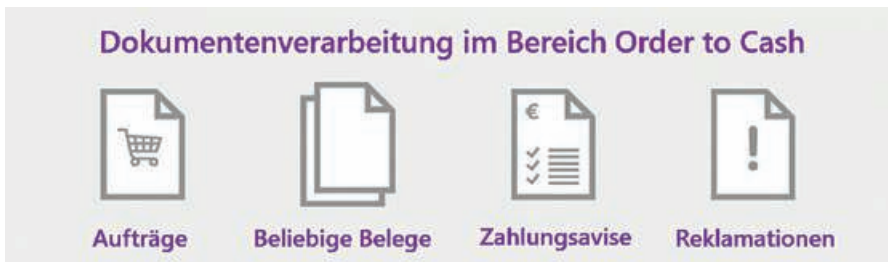 Dokumentenverarbeitung im Bereich Order to Cash
€
!
Aufträge
Beliebige Belege
Zahlungsavise
Reklamationen